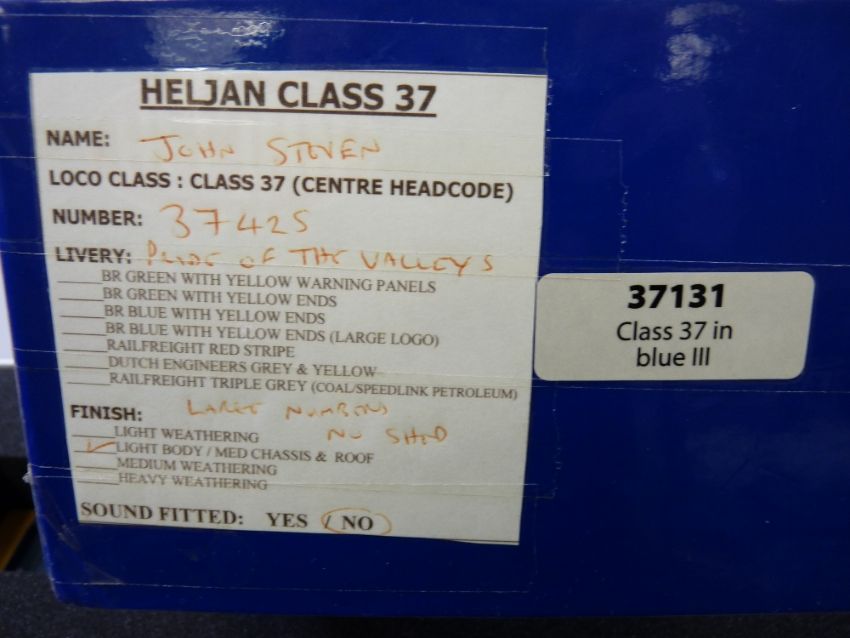 HELJAN CLASS 37
NAME: JOHN STEVEN
LOCO CLASS : CLASS 37 (CENTRE HEADCODE)
NUMBER: 37425
LIVERY: PRIDE OF THE VALLEYS
BR GREEN WITH YELLOW WARNING PANELS
BR GREEN WITH YELLOW ENDS
BR BLUE WITH YELLOW ENDS
BR BLUE WITH YELLOW ENDS (LARGE LOGO)
RAILFREIGHT RED STRIPE
DUTCH ENGINEERS GREY & YELLOW
RAILFREIGHT TRIPLE GREY (COAL/SPEEDLINK PETROLEUM)
LARGE NUMBERS
FINISH:
NO SHED
LIGHT WEATHERING
LIGHT BODY / MED CHASSIS & ROOF
MEDIUM WEATHERING
HEAVY WEATHERING
SOUND FITTED: YES / NO
37131
Class 37 in
blue III